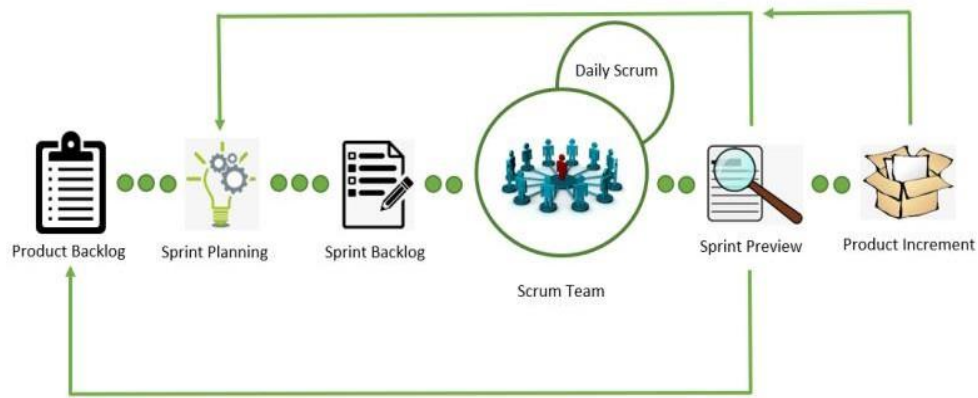 Daily Scrum
Product Backlog
Sprint Planning
Sprint Backlog
Scrum Team
Sprint Preview
Product Increment